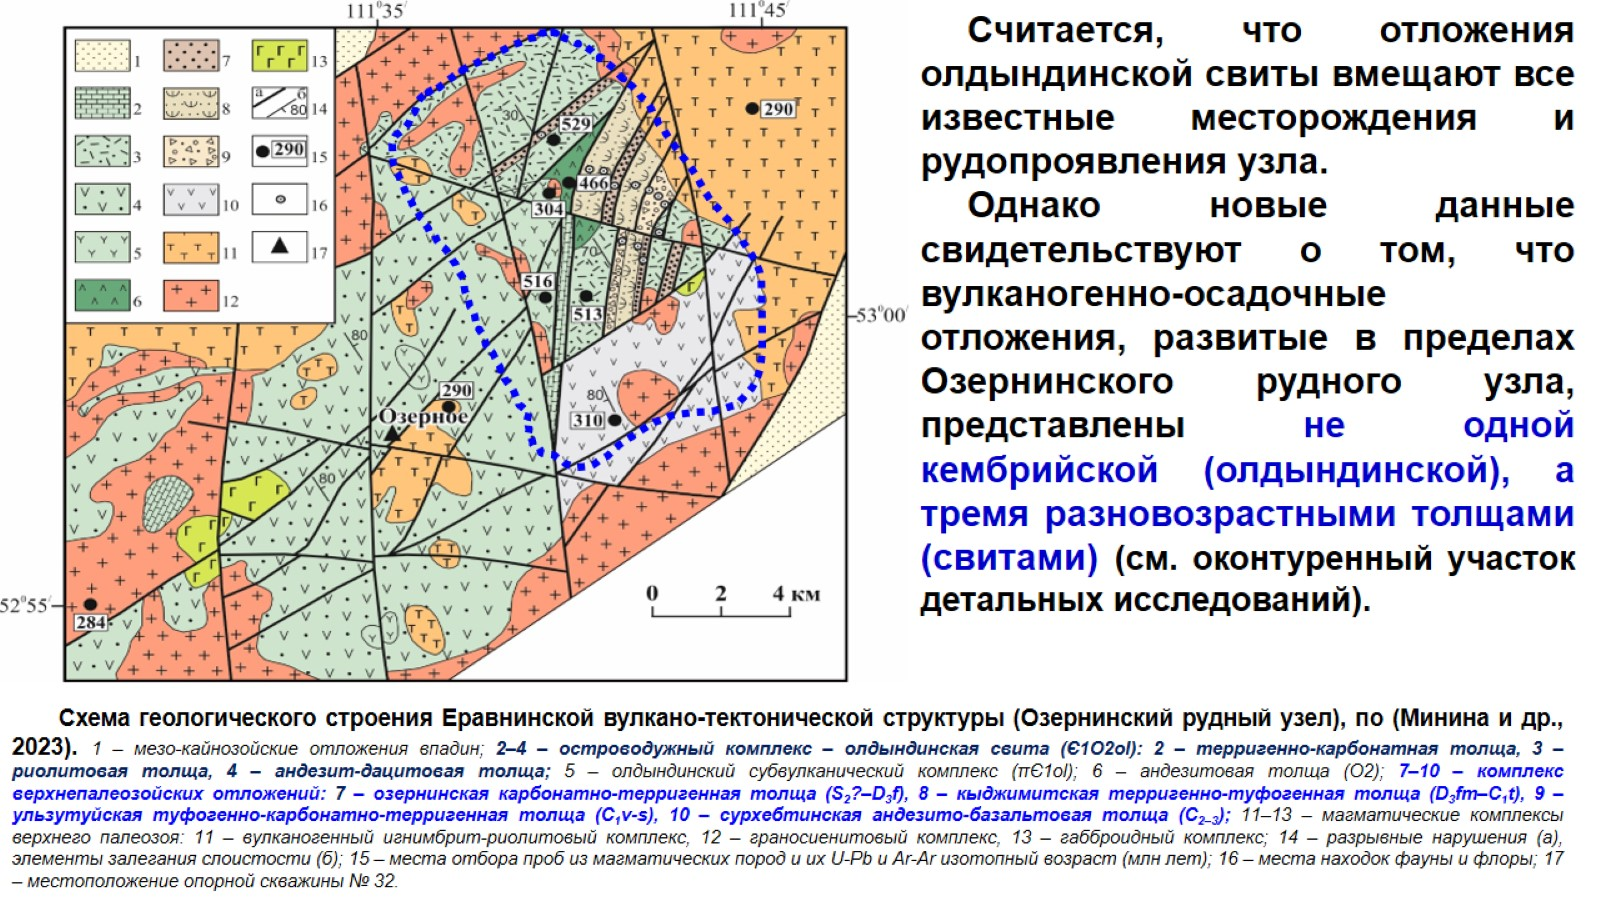 111°35′
111°45′
Считается, что отложения
олдындинской свиты вмещают все
известные месторождения и
рудопроявления узла.
Однако новые данные
свидетельствуют о том, что
вулканогенно-осадочные
отложения, развитые в пределах
Озернинского рудного узла,
представлены не одной
кембрийской (олдындинской), а
тремя разновозрастными толщами
(свитами) (см. оконтуренный участок
детальных исследований).
1 7 13
2 8 а б 80 14
3 9 290 15
4 10 16
5 11 17
6 12
30
529
290
466
304
70
516
513
53°00′
80
290
Озерное
80
310
80
52°55′
284
0 2 4 км
Схема геологического строения Еравнинской вулкано-тектонической структуры (Озернинский рудный узел), по (Минина и др.,
2023). 1 – мезо-кайнозойские отложения впадин; 2–4 – островодужный комплекс – олдындинская свита (Є1O2ol): 2 – терригенно-карбонатная толща, 3 –
риолитовая толща, 4 – андезит-дацитовая толща; 5 – олдындинский субвулканический комплекс (πЄ1ol); 6 – андезитовая толща (O2); 7–10 – комплекс
верхнепалеозойских отложений: 7 – озернинская карбонатно-терригенная толща (S₂?–D₃f), 8 – кыджимитская терригенно-туфогенная толща (D₃fm–C₁t), 9 –
ульзутуйская туфогенно-карбонатно-терригенная толща (C₁v-s), 10 – сурхебтинская андезито-базальтовая толща (C₂₋₃); 11–13 – магматические комплексы
верхнего палеозоя: 11 – вулканогенный игнимбрит-риолитовый комплекс, 12 – граносиенитовый комплекс, 13 – габброидный комплекс; 14 – разрывные нарушения (а),
элементы залегания слоистости (б); 15 – места отбора проб из магматических пород и их U-Pb и Ar-Ar изотопный возраст (млн лет); 16 – места находок фауны и флоры; 17
– местоположение опорной скважины № 32.